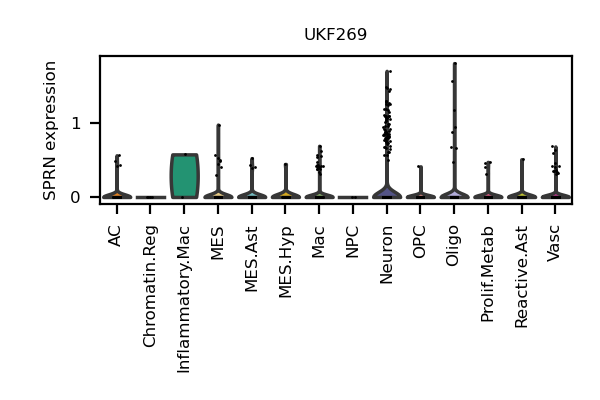 UKF269
SPRN expression
1
0
AC
Chromatin.Reg
Inflammatory.Mac
MES
MES.Ast
MES.Hyp
Mac
NPC
Neuron
OPC
Oligo
Prolif.Metab
Reactive.Ast
Vasc